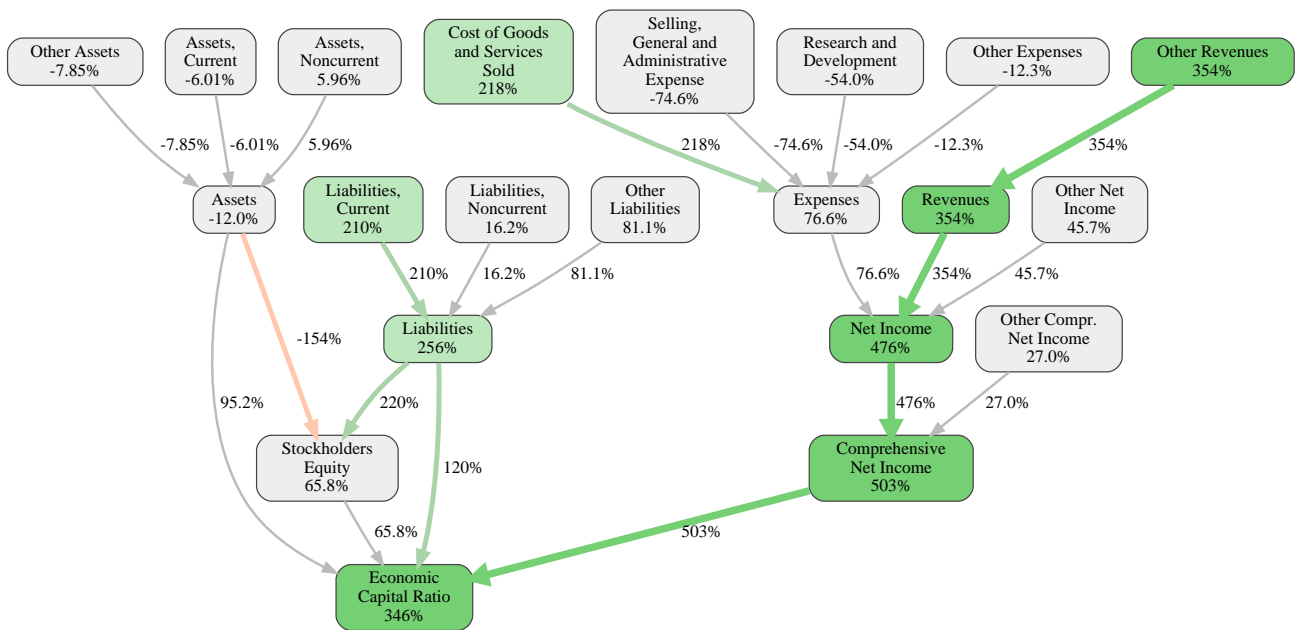 Other Assets
-7.85%
Assets,
Current
-6.01%
Assets,
Noncurrent
5.96%
Cost of Goods
and Services
Sold
218%
Selling,
General and
Administrative
Expense
-74.6%
Research and
Development
-54.0%
Other Expenses
-12.3%
Other Revenues
354%
-7.85%
-6.01%
5.96%
218%
-74.6%
-54.0%
-12.3%
354%
Assets
-12.0%
Liabilities,
Current
210%
Liabilities,
Noncurrent
16.2%
Other
Liabilities
81.1%
Expenses
76.6%
Revenues
354%
Other Net
Income
45.7%
210%
16.2%
81.1%
76.6%
354%
45.7%
-154%
Liabilities
256%
Net Income
476%
Other Compr.
Net Income
27.0%
95.2%
220%
476%
27.0%
Stockholders
Equity
65.8%
120%
Comprehensive
Net Income
503%
65.8%
503%
Economic
Capital Ratio
346%